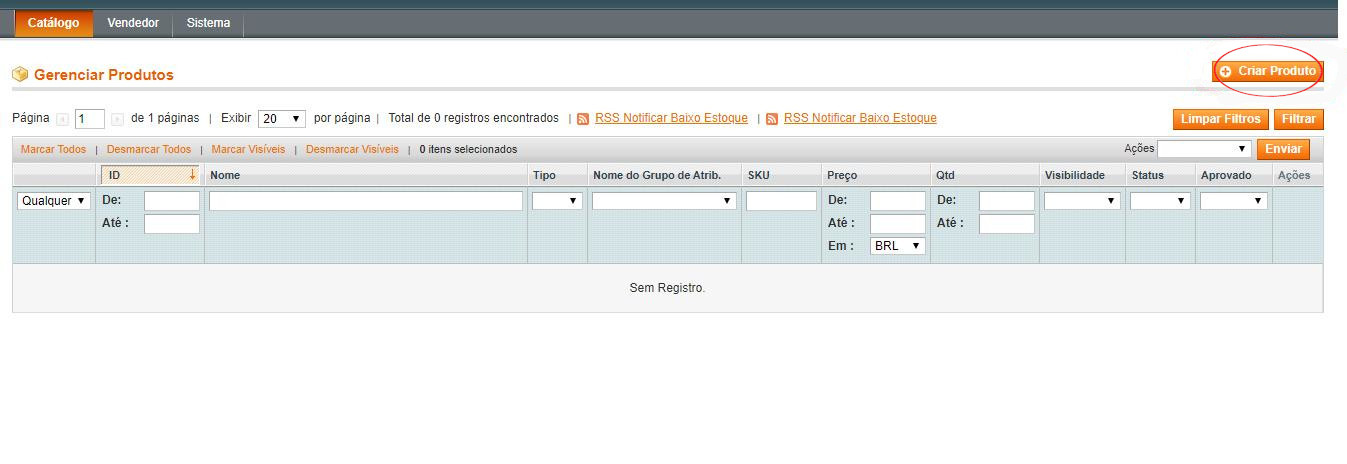 Catálogo Vendedor Sistema
Gerenciar Produtos Criar Produto
Página 1 de 1 páginas | Exibir 20 por página | Total de 0 registros encontrados | RSS Notificar Baixo Estoque | RSS Notificar Baixo Estoque Limpar Filtros Filtrar
Marcar Todos | Desmarcar Todos | Marcar Visíveis | Desmarcar Visíveis | 0 itens selecionados Ações Enviar
ID Nome Tipo Nome do Grupo de Atrib. SKU Preço Qtd Visibilidade Status Aprovado Ações
Qualquer De: De: De:
Até : Até : Até :
Em : BRL
Sem Registro.